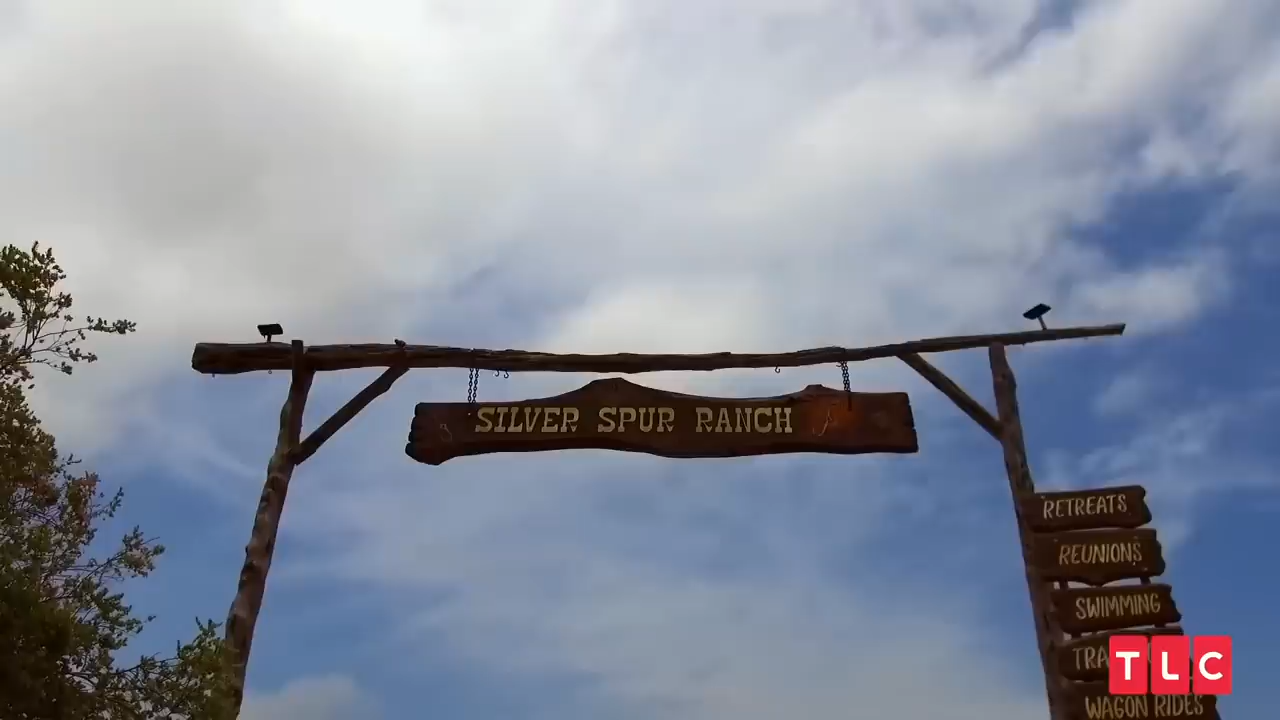 SILVER SPUR RANCH
RETREATS
REUNIONS
SWIMMING
TLC
WAGON RIDES